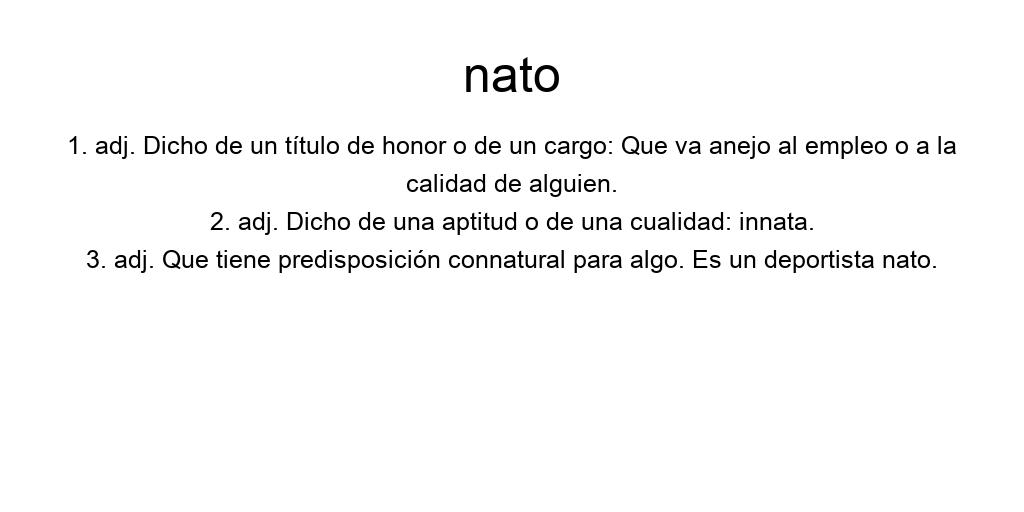 nato
1. adj. Dicho de un título de honor o de un cargo: Que va anejo al empleo o a la
calidad de alguien.
2. adj. Dicho de una aptitud o de una cualidad: innata.
3. adj. Que tiene predisposición connatural para algo. Es un deportista nato.